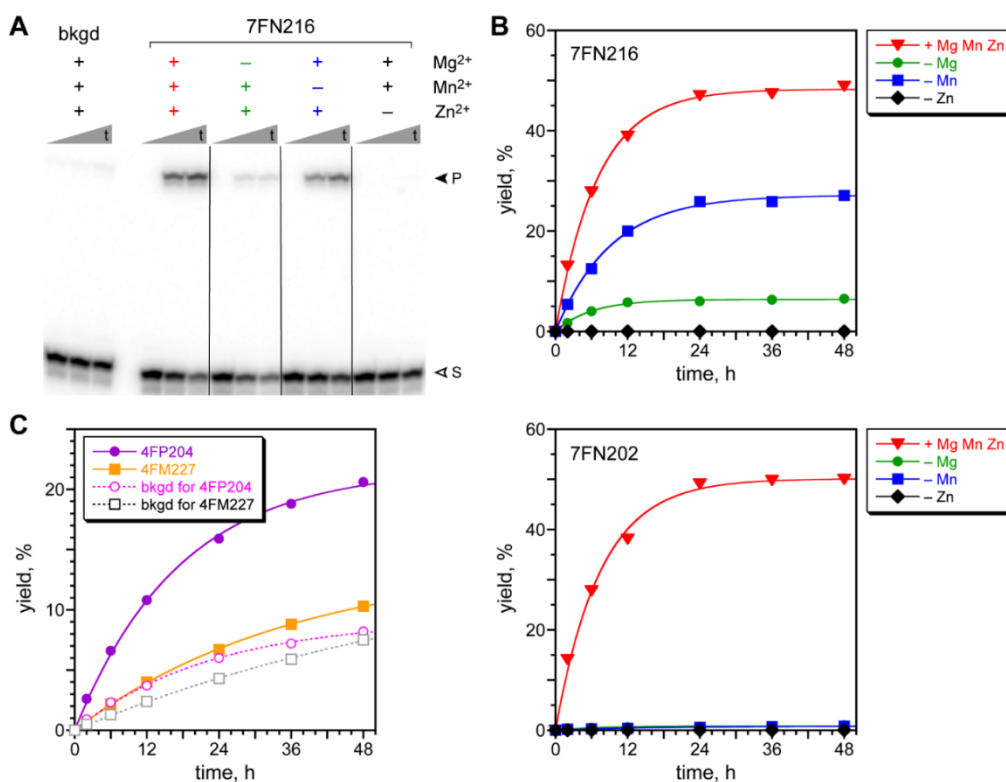 A
bkgd
7FN216
+ + – + + Mg²⁺
+ + + – + Mn²⁺
+ + + + – Zn²⁺
t t t t t
P
S
B
7FN216
+ Mg Mn Zn
– Mg
– Mn
– Zn
yield, %
60
40
20
0
0 12 24 36 48
time, h
C
4FP204
4FM227
bkgd for 4FP204
bkgd for 4FM227
yield, %
20
10
0
0 12 24 36 48
time, h
7FN202
+ Mg Mn Zn
– Mg
– Mn
– Zn
yield, %
60
40
20
0
0 12 24 36 48
time, h